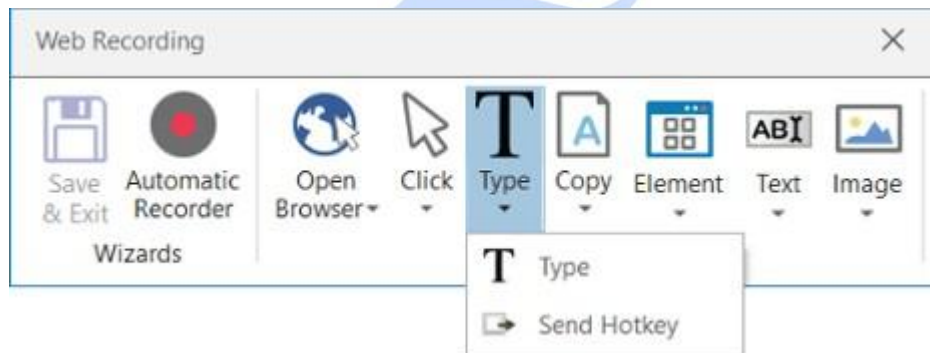 Web Recording
Save & Exit
Automatic Recorder
Open Browser
Click
Type
Copy
Element
ABI
Text
Image
Wizards
T Type
Send Hotkey